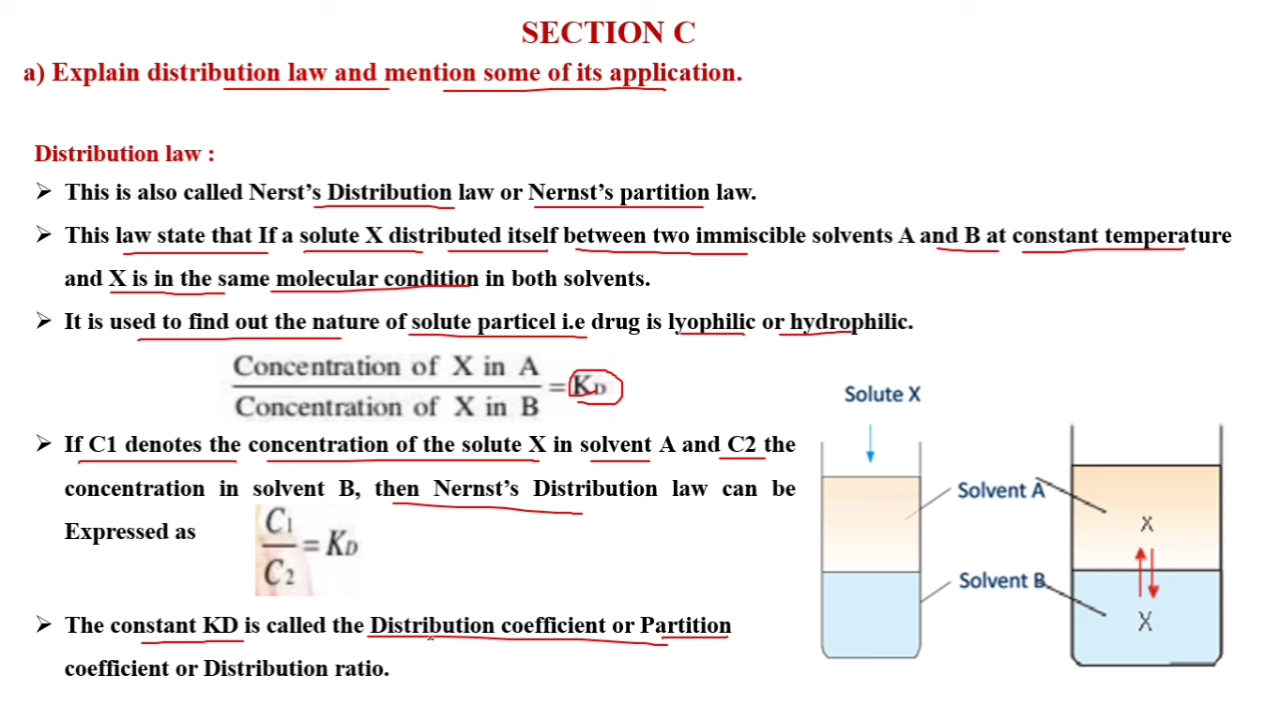 SECTION C
a) Explain distribution law and mention some of its application.
Distribution law :
➢ This is also called Nerst's Distribution law or Nernst's partition law.
➢ This law state that If a solute X distributed itself between two immiscible solvents A and B at constant temperature
and X is in the same molecular condition in both solvents.
➢ It is used to find out the nature of solute particel i.e drug is lyophilic or hydrophilic.
Concentration of X in A
= KD
Concentration of X in B
➢ If C1 denotes the concentration of the solute X in solvent A and C2 the
concentration in solvent B, then Nernst's Distribution law can be
Expressed as
C1
= KD
C2
➢ The constant KD is called the Distribution coefficient or Partition
coefficient or Distribution ratio.
Solute X
Solvent A
X
Solvent B
X